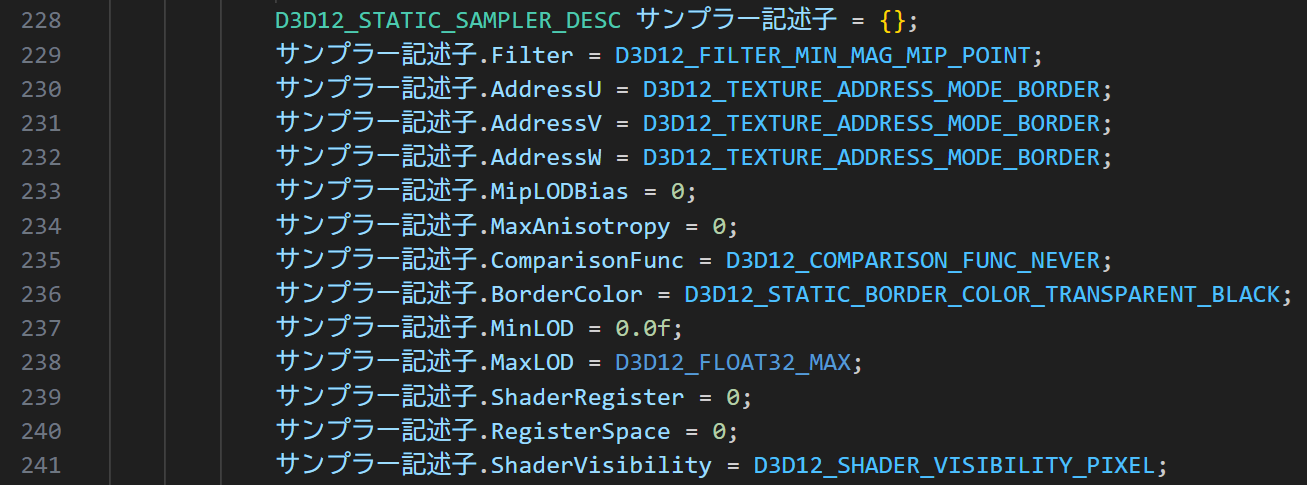 228 D3D12_STATIC_SAMPLER_DESC サンプラー記述子 = {};
229 サンプラー記述子.Filter = D3D12_FILTER_MIN_MAG_MIP_POINT;
230 サンプラー記述子.AddressU = D3D12_TEXTURE_ADDRESS_MODE_BORDER;
231 サンプラー記述子.AddressV = D3D12_TEXTURE_ADDRESS_MODE_BORDER;
232 サンプラー記述子.AddressW = D3D12_TEXTURE_ADDRESS_MODE_BORDER;
233 サンプラー記述子.MipLODBias = 0;
234 サンプラー記述子.MaxAnisotropy = 0;
235 サンプラー記述子.ComparisonFunc = D3D12_COMPARISON_FUNC_NEVER;
236 サンプラー記述子.BorderColor = D3D12_STATIC_BORDER_COLOR_TRANSPARENT_BLACK;
237 サンプラー記述子.MinLOD = 0.0f;
238 サンプラー記述子.MaxLOD = D3D12_FLOAT32_MAX;
239 サンプラー記述子.ShaderRegister = 0;
240 サンプラー記述子.RegisterSpace = 0;
241 サンプラー記述子.ShaderVisibility = D3D12_SHADER_VISIBILITY_PIXEL;